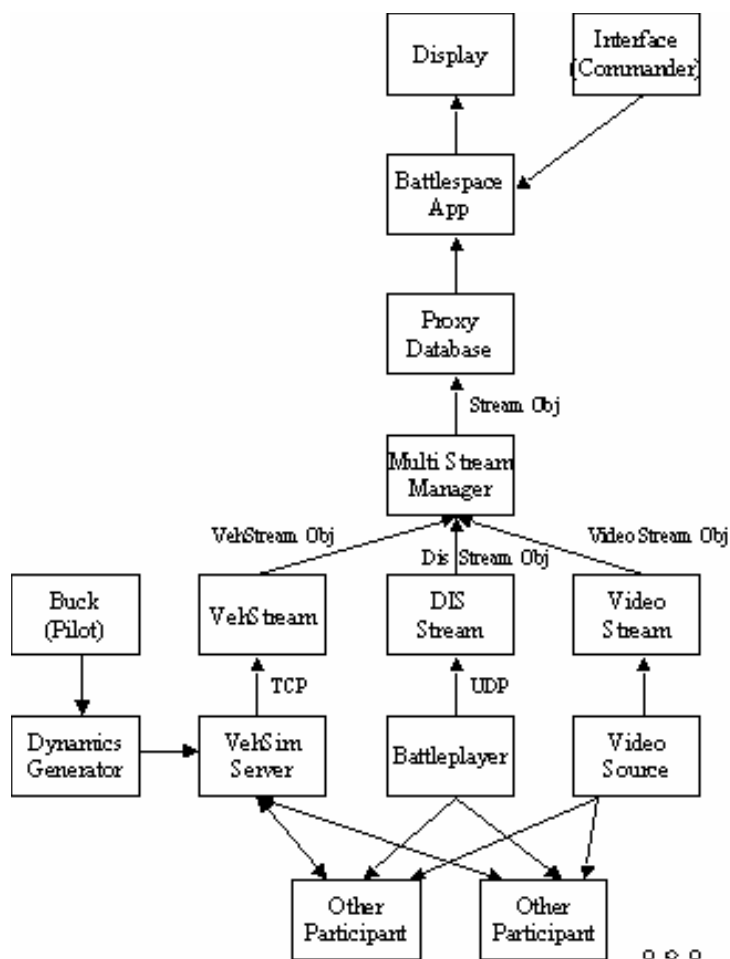 Display
Interface
(Commander)
Battlespace
App
Proxy
Database
Stream Obj
Multi Stream
Manager
VehStream Obj
Dis Stream Obj
Video Stream Obj
Buck
(Pilot)
VehStream
DIS
Stream
Video
Stream
TCP
UDP
Dynamics
Generator
VehSim
Server
Battleplayer
Video
Source
Other
Participant
Other
Participant